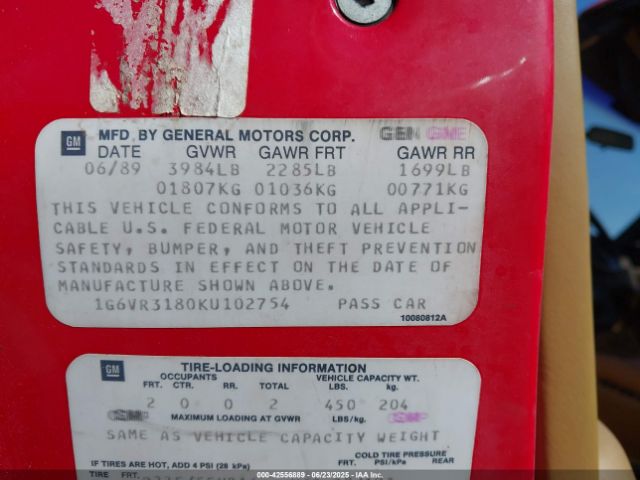 GM MFD. BY GENERAL MOTORS CORP. GEN GME
DATE GVWR GAWR FRT GAWR RR
06/89 3984LB 2285LB 1699LB
01807KG 01036KG 00771KG
THIS VEHICLE CONFORMS TO ALL APPLI-
CABLE U.S. FEDERAL MOTOR VEHICLE
SAFETY, BUMPER, AND THEFT PREVENTION
STANDARDS IN EFFECT ON THE DATE OF
MANUFACTURE SHOWN ABOVE.
1G6VR3180KU102754 PASS CAR
10080812A
GM TIRE-LOADING INFORMATION
OCCUPANTS VEHICLE CAPACITY WT.
FRT. CTR. RR. TOTAL LBS. kg.
2 0 0 2 450 204
MAXIMUM LOADING AT GVWR LBS/kg.
SAME AS VEHICLE CAPACITY WEIGHT
COLD TIRE PRESSURE
IF TIRES ARE HOT, ADD 4 PSI (28 kPa) FRT. PSI/kPa REAR
TIRE
00-42556889 06/23/2025 IAA Inc.